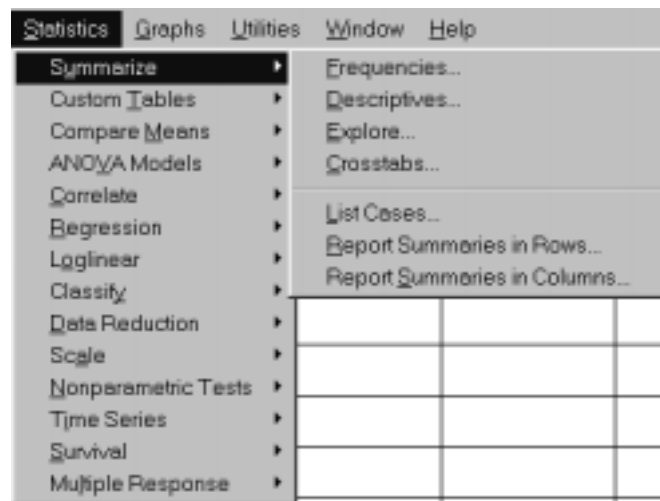 Statistics Graphs Utilities Window Help
Summarize
Custom Tables
Compare Means
ANOVA Models
Correlate
Regression
Loglinear
Classify
Data Reduction
Scale
Nonparametric Tests
Time Series
Survival
Multiple Response
Frequencies...
Descriptives...
Explore...
Crosstabs...
List Cases...
Report Summaries in Rows...
Report Summaries in Columns...